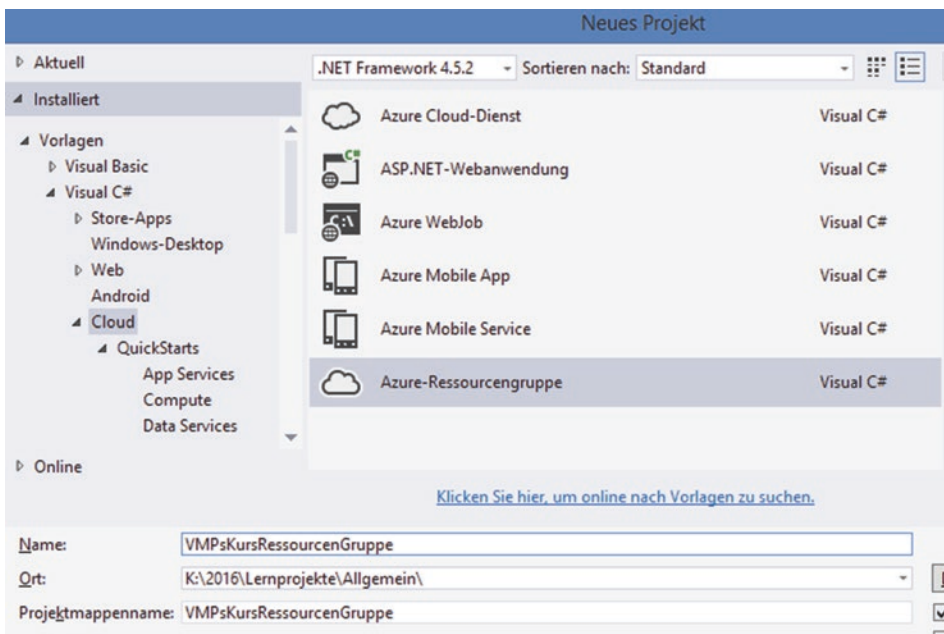 Neues Projekt
Aktuell
Installiert
Vorlagen
Visual Basic
Visual C#
Store-Apps
Windows-Desktop
Web
Android
Cloud
QuickStarts
App Services
Compute
Data Services
Online
.NET Framework 4.5.2 Sortieren nach: Standard
Azure Cloud-Dienst Visual C#
ASP.NET-Webanwendung Visual C#
Azure WebJob Visual C#
Azure Mobile App Visual C#
Azure Mobile Service Visual C#
Azure-Ressourcengruppe Visual C#
Klicken Sie hier, um online nach Vorlagen zu suchen.
Name: VMPsKursRessourcenGruppe
Ort: K:\2016\Lernprojekte\Allgemein\
Projektmappenname: VMPsKursRessourcenGruppe